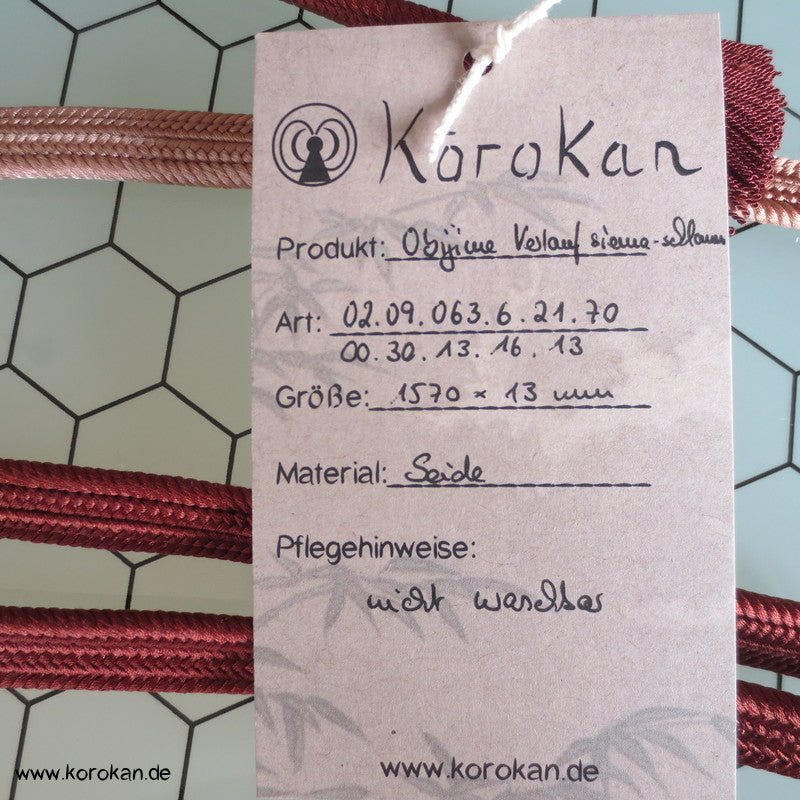 Korokan
Produkt: Obijime Verlauf siena-
Art: 02.09.063.6.21.70
00.30.13.16.13
Größe: 1570 x 13 mm
Material: Seide
Pflegehinweise:
nicht waschbar
www.korokan.de
www.korokan.de